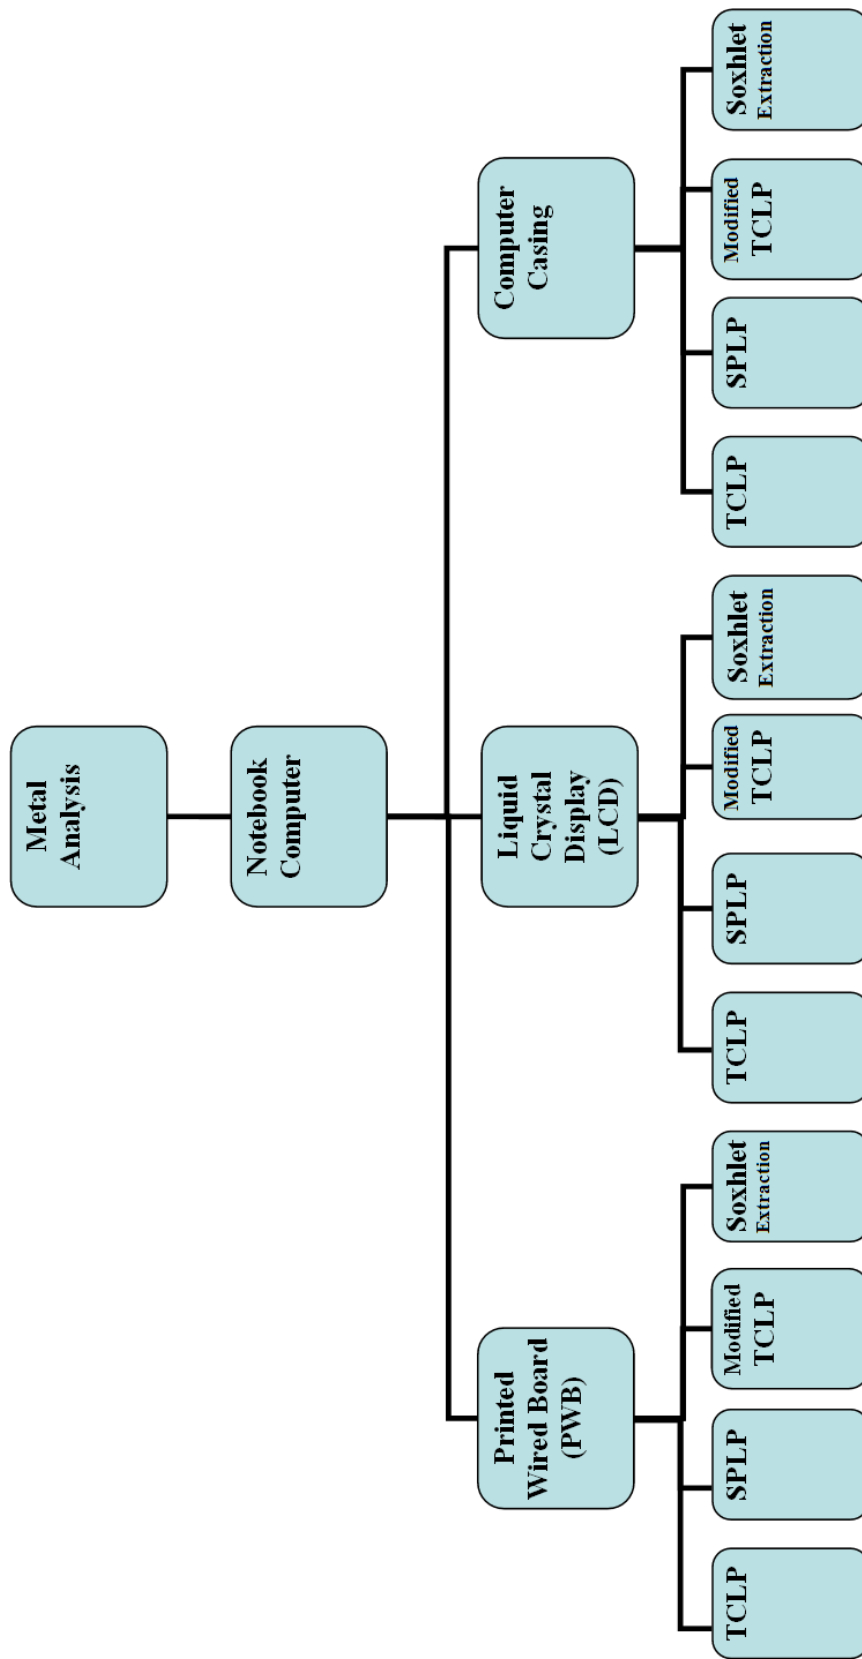 Metal
Analysis
Notebook
Computer
Printed
Wired Board
(PWB)
Liquid
Crystal
Display
(LCD)
Computer
Casing
TCLP
SPLP
Modified
TCLP
Soxhlet
Extraction
TCLP
SPLP
Modified
TCLP
Soxhlet
Extraction
TCLP
SPLP
Modified
TCLP
Soxhlet
Extraction